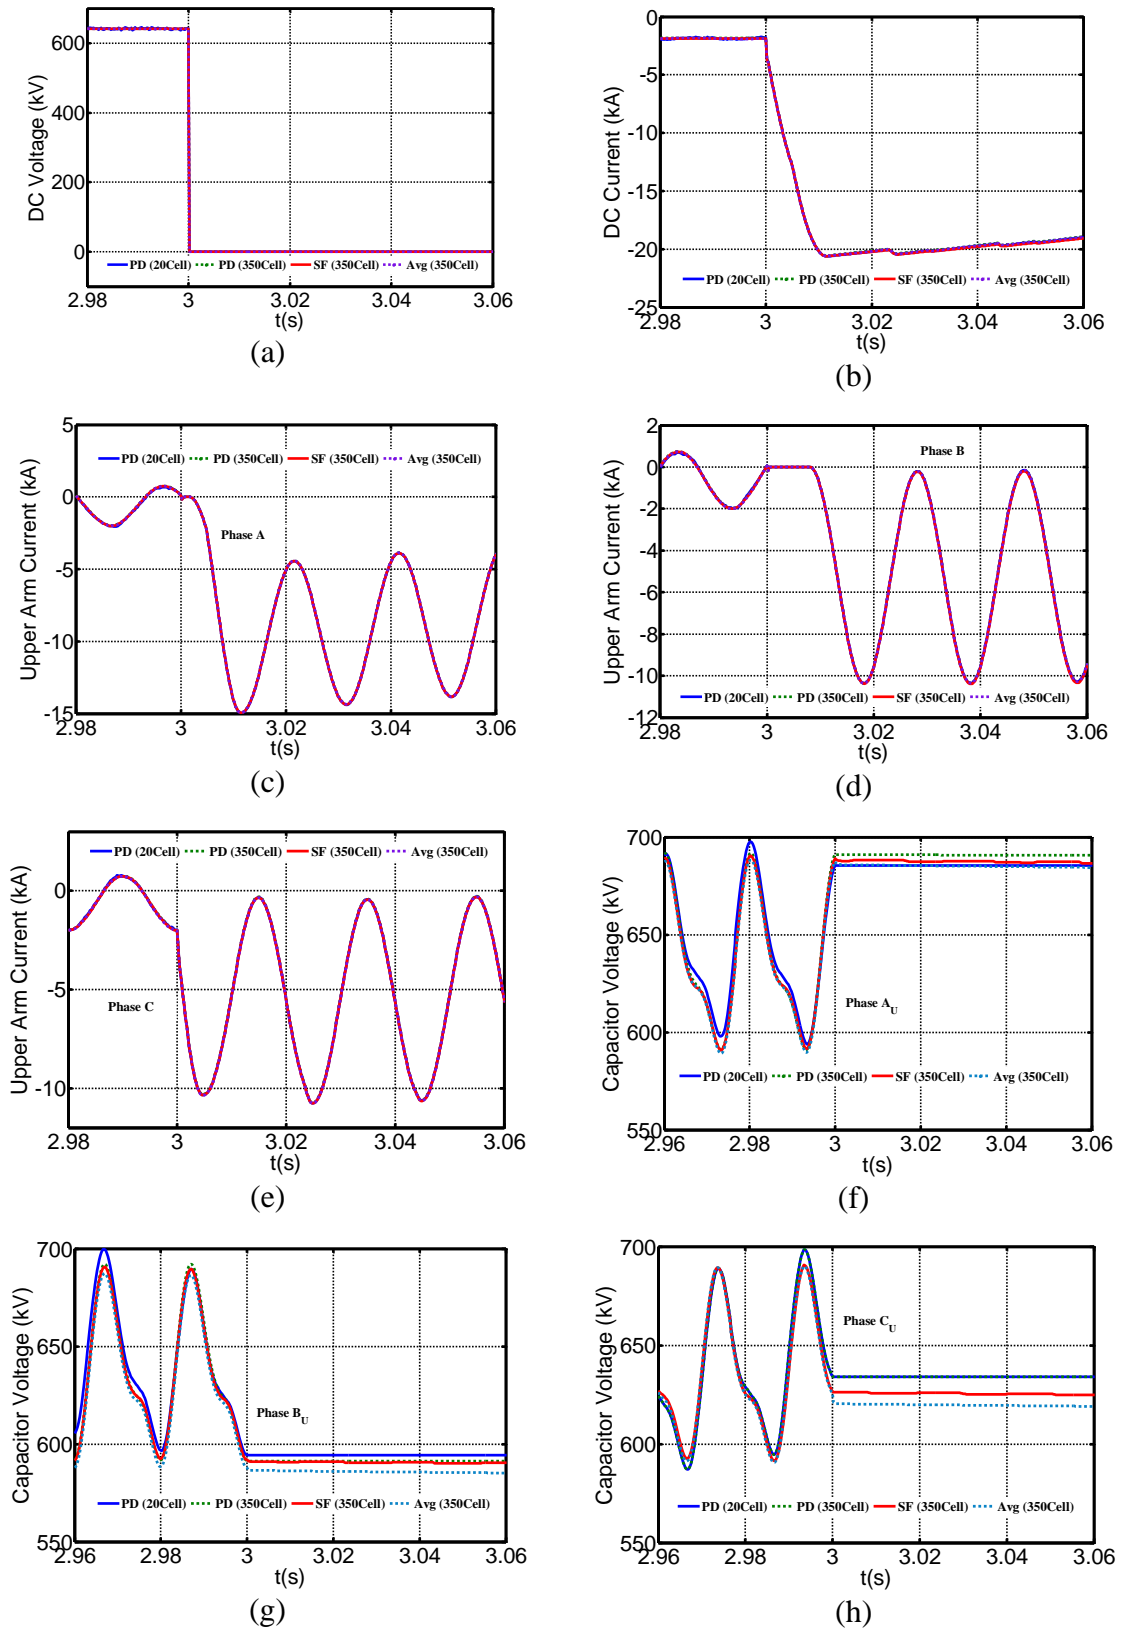 600
400
200
0
DC Voltage (kV)
PD (20Cell) PD (350Cell) SF (350Cell) Avg (350Cell)
2.98 3 3.02 3.04 3.06
t(s)
(a)
0
-5
-10
-15
-20
-25
DC Current (kA)
PD (20Cell) PD (350Cell) SF (350Cell) Avg (350Cell)
2.98 3 3.02 3.04 3.06
t(s)
(b)
5
0
-5
-10
-15
Upper Arm Current (kA)
PD (20Cell) PD (350Cell) SF (350Cell) Avg (350Cell)
Phase A
2.98 3 3.02 3.04 3.06
t(s)
(c)
2
0
-2
-4
-6
-8
-10
-12
Upper Arm Current (kA)
Phase B
PD (20Cell) PD (350Cell) SF (350Cell) Avg (350Cell)
2.98 3 3.02 3.04 3.06
t(s)
(d)
0
-5
-10
Upper Arm Current (kA)
PD (20Cell) PD (350Cell) SF (350Cell) Avg (350Cell)
Phase C
2.98 3 3.02 3.04 3.06
t(s)
(e)
700
650
600
550
Capacitor Voltage (kV)
Phase A_U
PD (20Cell) PD (350Cell) SF (350Cell) Avg (350Cell)
2.96 2.98 3 3.02 3.04 3.06
t(s)
(f)
700
650
600
550
Capacitor Voltage (kV)
Phase B_U
PD (20Cell) PD (350Cell) SF (350Cell) Avg (350Cell)
2.96 2.98 3 3.02 3.04 3.06
t(s)
(g)
700
650
600
550
Capacitor Voltage (kV)
Phase C_U
PD (20Cell) PD (350Cell) SF (350Cell) Avg (350Cell)
2.96 2.98 3 3.02 3.04 3.06
t(s)
(h)